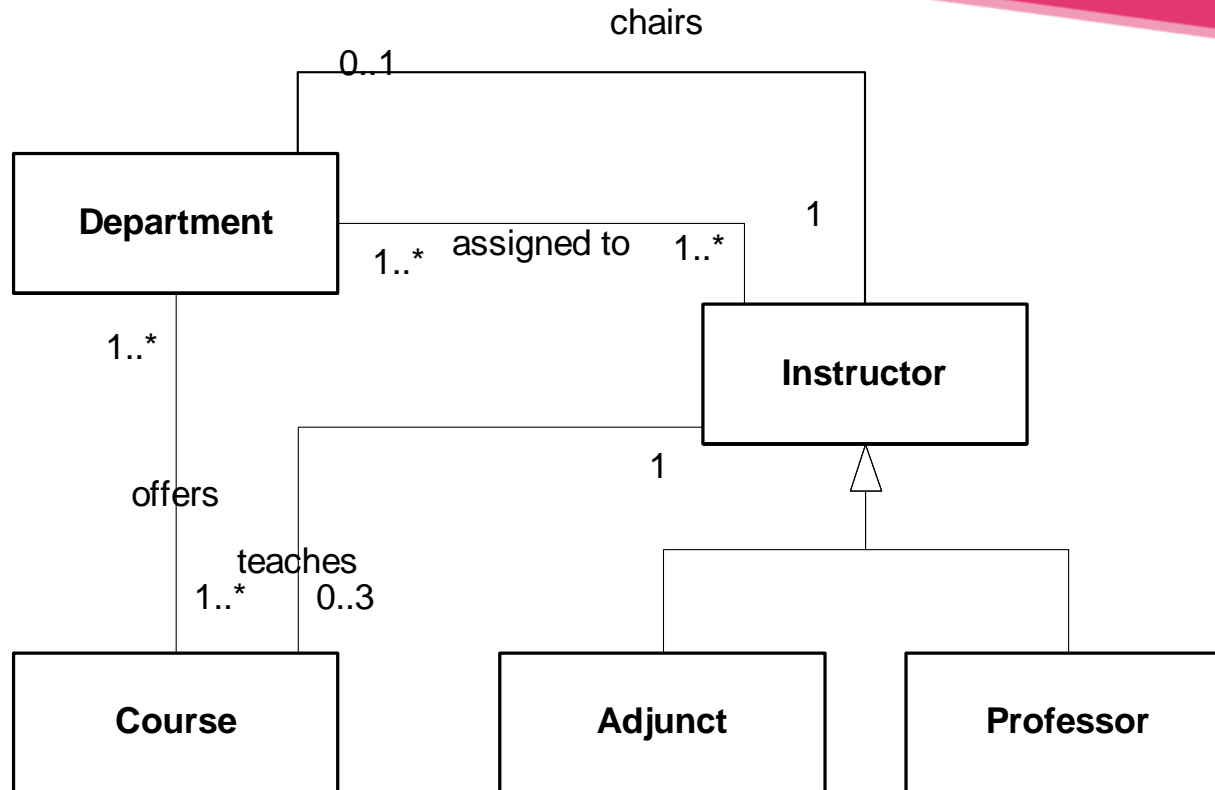 chairs
0..1
Department
1
1..*
assigned to
1..*
1..*
Instructor
1
offers
teaches
1..*
0..3
Course
Adjunct
Professor